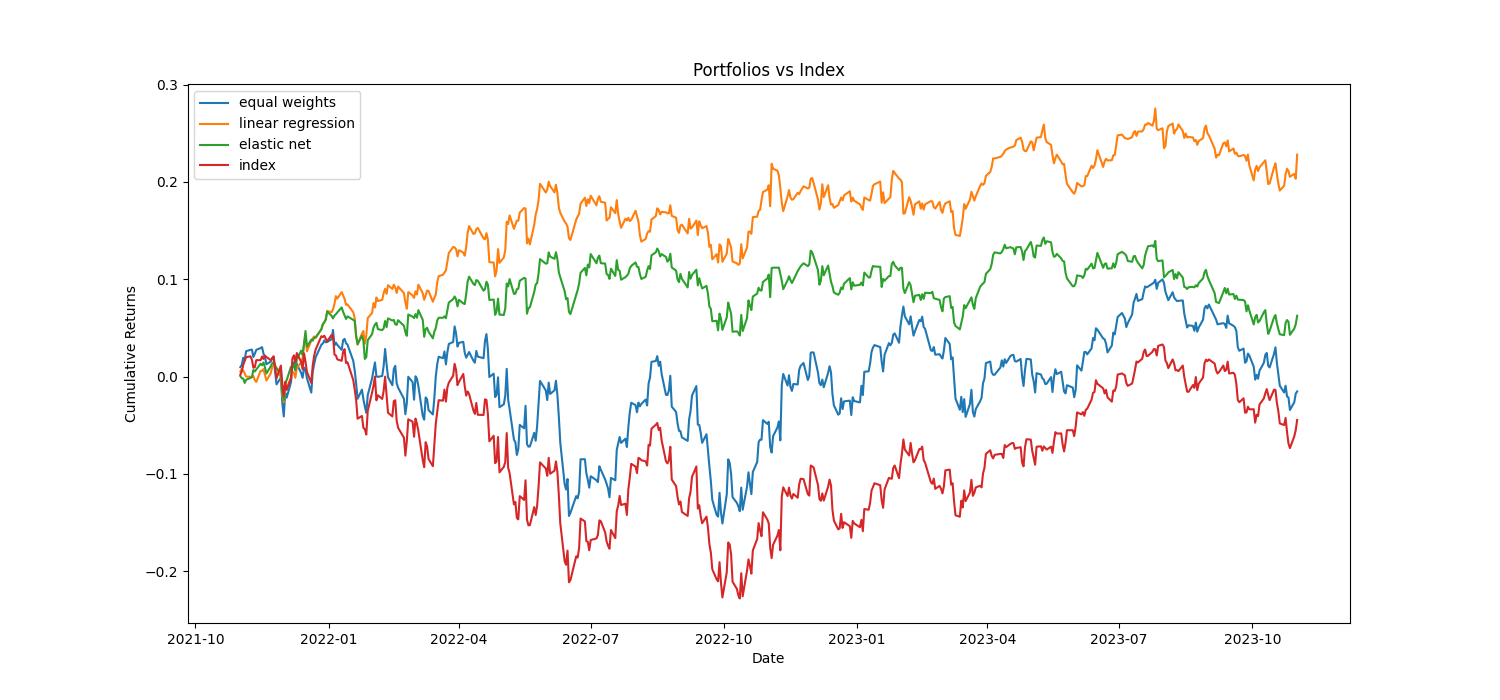 Portfolios vs Index
equal weights
linear regression
elastic net
index
0.3
0.2
0.1
0.0
−0.1
−0.2
Cumulative Returns
2021-10
2022-01
2022-04
2022-07
2022-10
2023-01
2023-04
2023-07
2023-10
Date